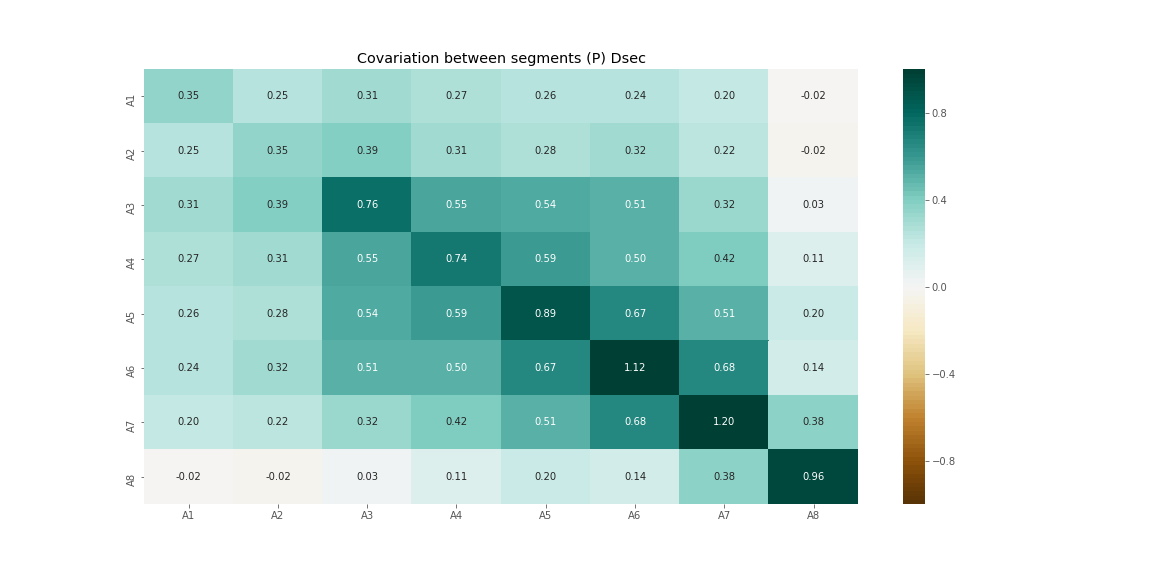 Covariation between segments (P) Dsec
A1 0.35 0.25 0.31 0.27 0.26 0.24 0.20 -0.02
A2 0.25 0.35 0.39 0.31 0.28 0.32 0.22 -0.02
A3 0.31 0.39 0.76 0.55 0.54 0.51 0.32 0.03
A4 0.27 0.31 0.55 0.74 0.59 0.50 0.42 0.11
A5 0.26 0.28 0.54 0.59 0.89 0.67 0.51 0.20
A6 0.24 0.32 0.51 0.50 0.67 1.12 0.68 0.14
A7 0.20 0.22 0.32 0.42 0.51 0.68 1.20 0.38
A8 -0.02 -0.02 0.03 0.11 0.20 0.14 0.38 0.96
A1 A2 A3 A4 A5 A6 A7 A8
0.8
0.4
0.0
−0.4
−0.8